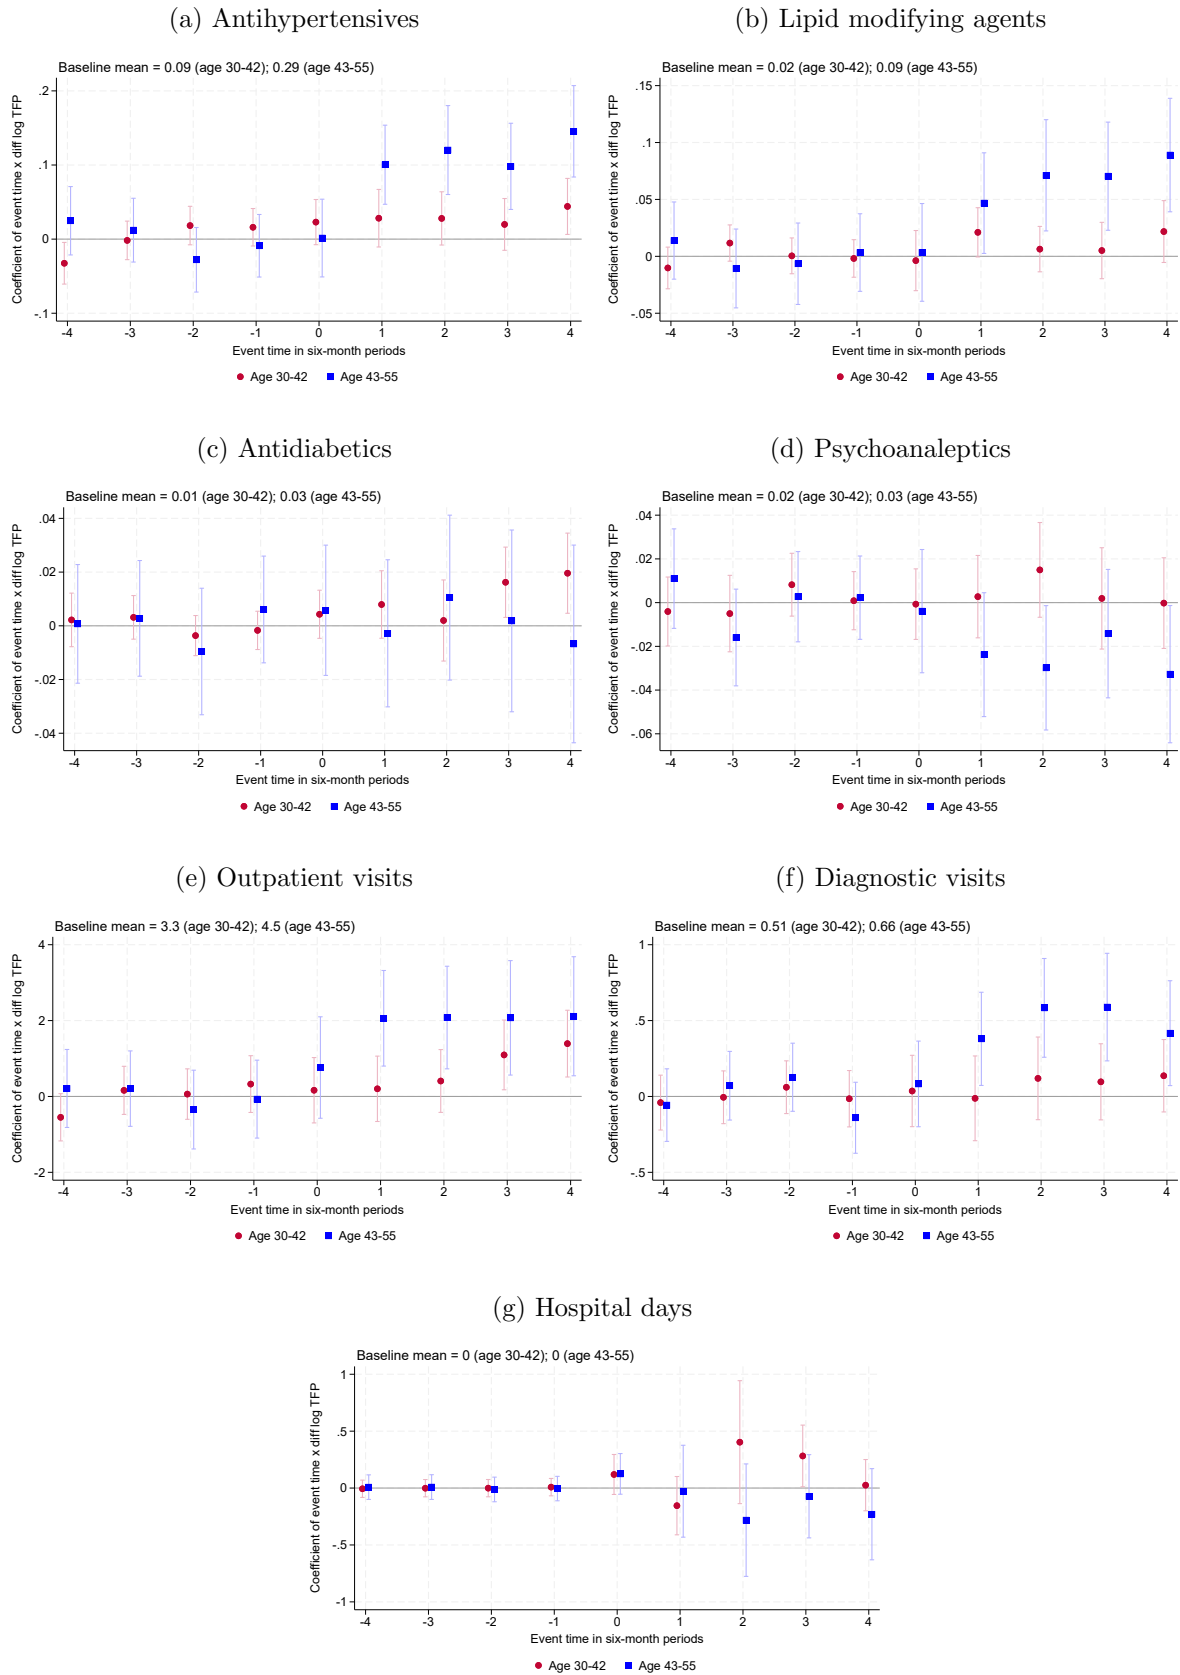 (a) Antihypertensives
Baseline mean = 0.09 (age 30-42); 0.29 (age 43-55)
Coefficient of event time x diff log TFP
.2
.1
0
-.1
-4 -3 -2 -1 0 1 2 3 4
Event time in six-month periods
Age 30-42 Age 43-55
(b) Lipid modifying agents
Baseline mean = 0.02 (age 30-42); 0.09 (age 43-55)
Coefficient of event time x diff log TFP
.15
.1
.05
0
-.05
-4 -3 -2 -1 0 1 2 3 4
Event time in six-month periods
Age 30-42 Age 43-55
(c) Antidiabetics
Baseline mean = 0.01 (age 30-42); 0.03 (age 43-55)
Coefficient of event time x diff log TFP
.04
.02
0
-.02
-.04
-4 -3 -2 -1 0 1 2 3 4
Event time in six-month periods
Age 30-42 Age 43-55
(d) Psychoanaleptics
Baseline mean = 0.02 (age 30-42); 0.03 (age 43-55)
Coefficient of event time x diff log TFP
.04
.02
0
-.02
-.04
-.06
-4 -3 -2 -1 0 1 2 3 4
Event time in six-month periods
Age 30-42 Age 43-55
(e) Outpatient visits
Baseline mean = 3.3 (age 30-42); 4.5 (age 43-55)
Coefficient of event time x diff log TFP
4
2
0
-2
-4 -3 -2 -1 0 1 2 3 4
Event time in six-month periods
Age 30-42 Age 43-55
(f) Diagnostic visits
Baseline mean = 0.51 (age 30-42); 0.66 (age 43-55)
Coefficient of event time x diff log TFP
1
.5
0
-.5
-4 -3 -2 -1 0 1 2 3 4
Event time in six-month periods
Age 30-42 Age 43-55
(g) Hospital days
Baseline mean = 0 (age 30-42); 0 (age 43-55)
Coefficient of event time x diff log TFP
1
.5
0
-.5
-1
-4 -3 -2 -1 0 1 2 3 4
Event time in six-month periods
Age 30-42 Age 43-55